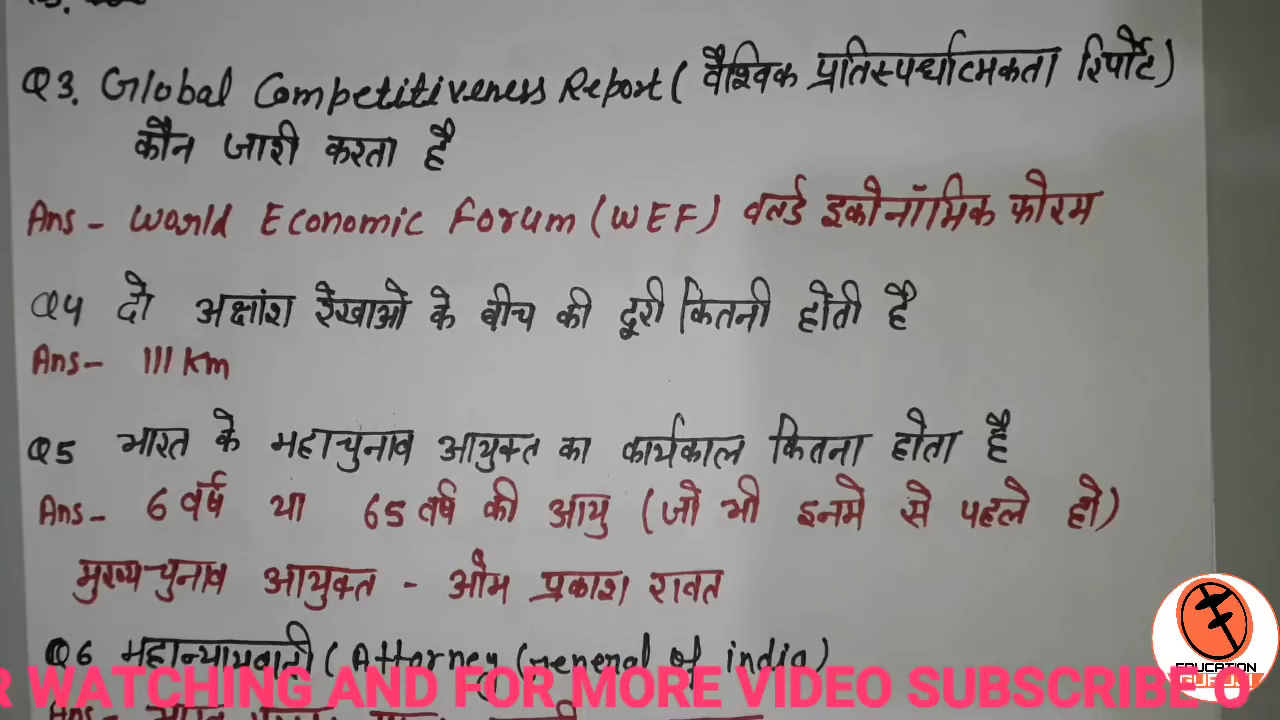 Q3. Global Competitiveness Report ( वैश्विक प्रतिस्पर्धात्मकता रिपोर्ट )
कौन जारी करता है
Ans - World Economic Forum ( WEF ) वर्ल्ड इकोनॉमिक फोरम
Q4 दो अक्षांश रेखाओ के बीच की दूरी कितनी होती है
Ans - 111 Km
Q5 भारत के महाचुनाव आयुक्त का कार्यकाल कितना होता है
Ans - 6 वर्ष या 65 वर्ष की आयु ( जो भी इनमे से पहले हो )
मुख्य चुनाव आयुक्त - ओम प्रकाश रावत
Q6 महान्यायवादी ( Attorney General of india )
WATCHING AND FOR MORE VIDEO SUBSCRIBE
Ans -
EDUCATION